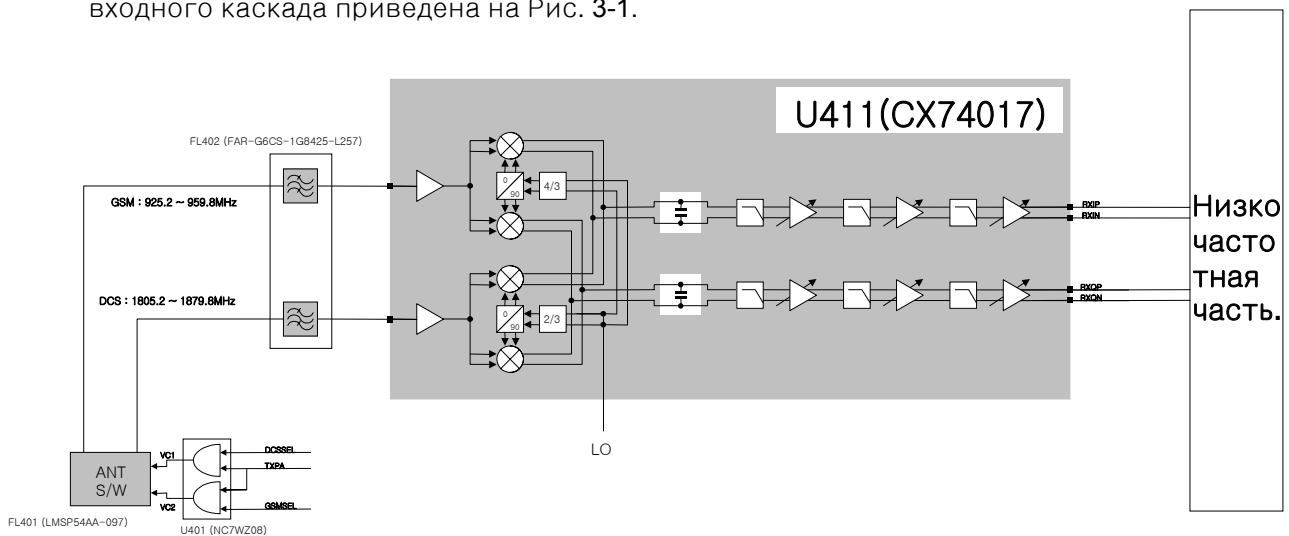 входного каскада приведена на Рис. 3-1.
U411(CX74017)
FL402 (FAR-G6CS-1G8425-L257)
GSM : 925.2 ~ 959.8MHz
0
90
4/3
RXIP
RXIN
Низко
часто
тная
часть.
DCS : 1805.2 ~ 1879.8MHz
0
90
2/3
RXQP
RXQN
LO
ANT
S/W
VC1
VC2
DCSSEL
TXPA
GSMSEL
FL401 (LMSP54AA-097)
U401 (NC7WZ08)